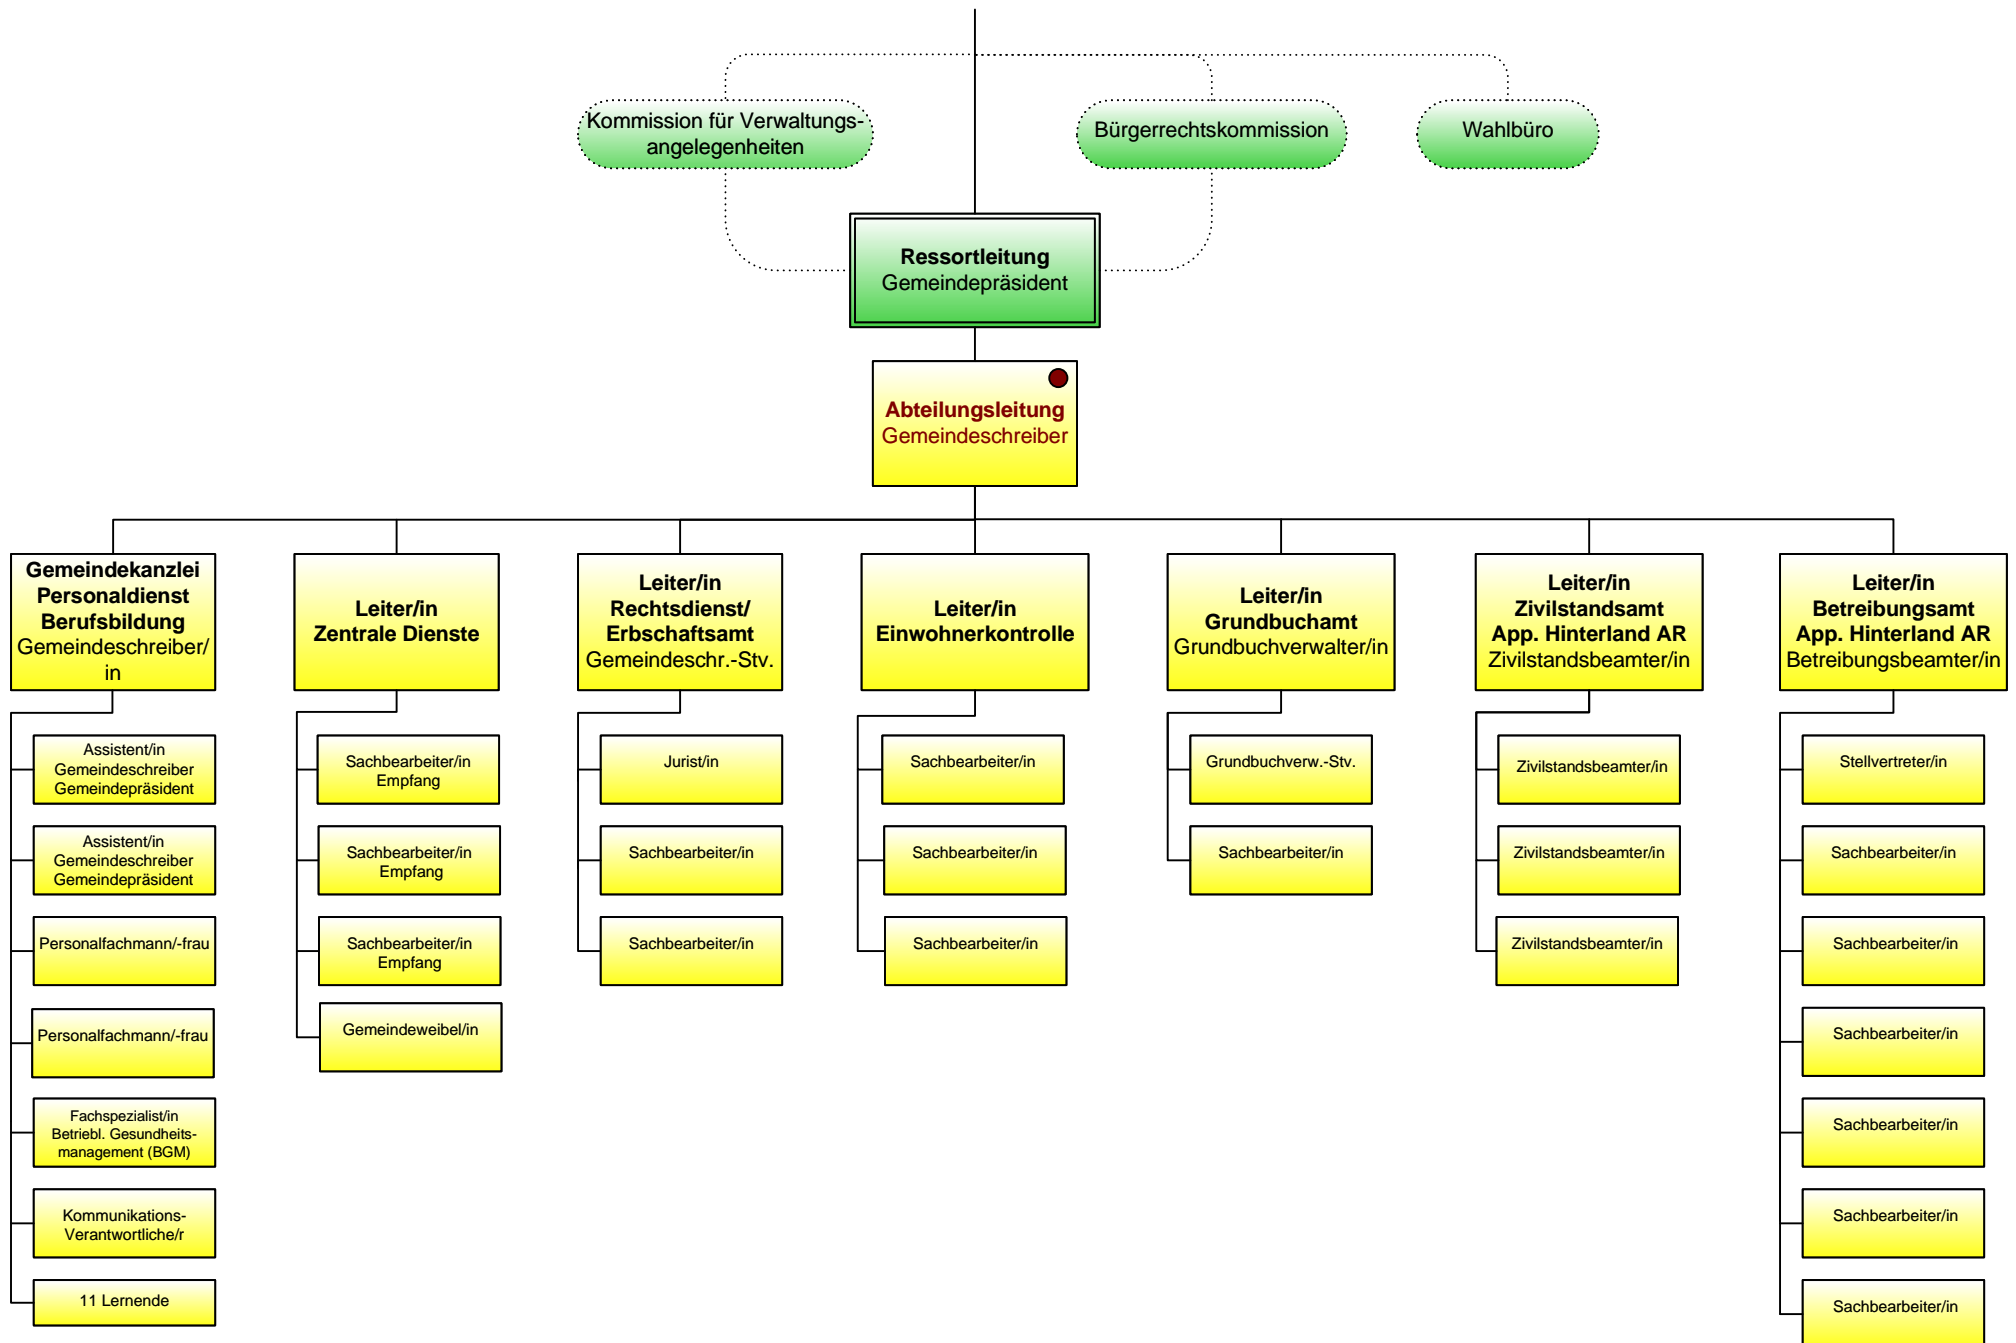 Kommission für Verwaltungs-
angelegenheiten
Bürgerrechtskommission
Wahlbüro
Ressortleitung
Gemeindepräsident
Abteilungsleitung
Gemeindeschreiber
Gemeindekanzlei
Personaldienst
Berufsbildung
Gemeindeschreiber/
in
Leiter/in
Zentrale Dienste
Leiter/in
Rechtsdienst/
Erbschaftsamt
Gemeindeschr.-Stv.
Leiter/in
Einwohnerkontrolle
Leiter/in
Grundbuchamt
Grundbuchverwalter/in
Leiter/in
Zivilstandsamt
App. Hinterland AR
Zivilstandsbeamter/in
Leiter/in
Betreibungsamt
App. Hinterland AR
Betreibungsbeamter/in
Assistent/in
Gemeindeschreiber
Gemeindepräsident
Assistent/in
Gemeindeschreiber
Gemeindepräsident
Personalfachmann/-frau
Personalfachmann/-frau
Fachspezialist/in
Betriebl. Gesundheits-
management (BGM)
Kommunikations-
Verantwortliche/r
11 Lernende
Sachbearbeiter/in
Empfang
Sachbearbeiter/in
Empfang
Sachbearbeiter/in
Empfang
Gemeindeweibel/in
Jurist/in
Sachbearbeiter/in
Sachbearbeiter/in
Sachbearbeiter/in
Sachbearbeiter/in
Sachbearbeiter/in
Grundbuchverw.-Stv.
Sachbearbeiter/in
Zivilstandsbeamter/in
Zivilstandsbeamter/in
Zivilstandsbeamter/in
Stellvertreter/in
Sachbearbeiter/in
Sachbearbeiter/in
Sachbearbeiter/in
Sachbearbeiter/in
Sachbearbeiter/in
Sachbearbeiter/in